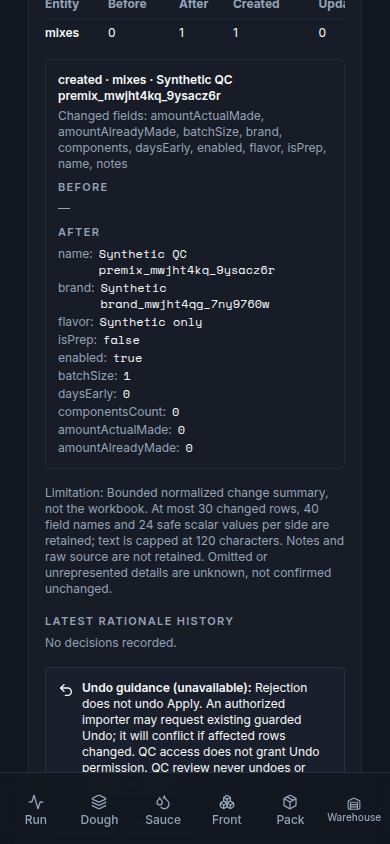 Entity Before After Created Upda
mixes 0 1 1 0
created · mixes · Synthetic QC
premix_mwjht4kq_9ysacz6r
Changed fields: amountActualMade,
amountAlreadyMade, batchSize, brand,
components, daysEarly, enabled, flavor, isPrep,
name, notes
BEFORE
—
AFTER
name: Synthetic QC
premix_mwjht4kq_9ysacz6r
brand: Synthetic
brand_mwjht4qg_7ny9760w
flavor: Synthetic only
isPrep: false
enabled: true
batchSize: 1
daysEarly: 0
componentsCount: 0
amountActualMade: 0
amountAlreadyMade: 0
Limitation: Bounded normalized change summary,
not the workbook. At most 30 changed rows, 40
field names and 24 safe scalar values per side are
retained; text is capped at 120 characters. Notes and
raw source are not retained. Omitted or
unrepresented details are unknown, not confirmed
unchanged.
LATEST RATIONALE HISTORY
No decisions recorded.
Undo guidance (unavailable): Rejection
does not undo Apply. An authorized
importer may request existing guarded
Undo; it will conflict if affected rows
changed. QC access does not grant Undo
permission. QC review never undoes or
Run Dough Sauce Front Pack Warehouse